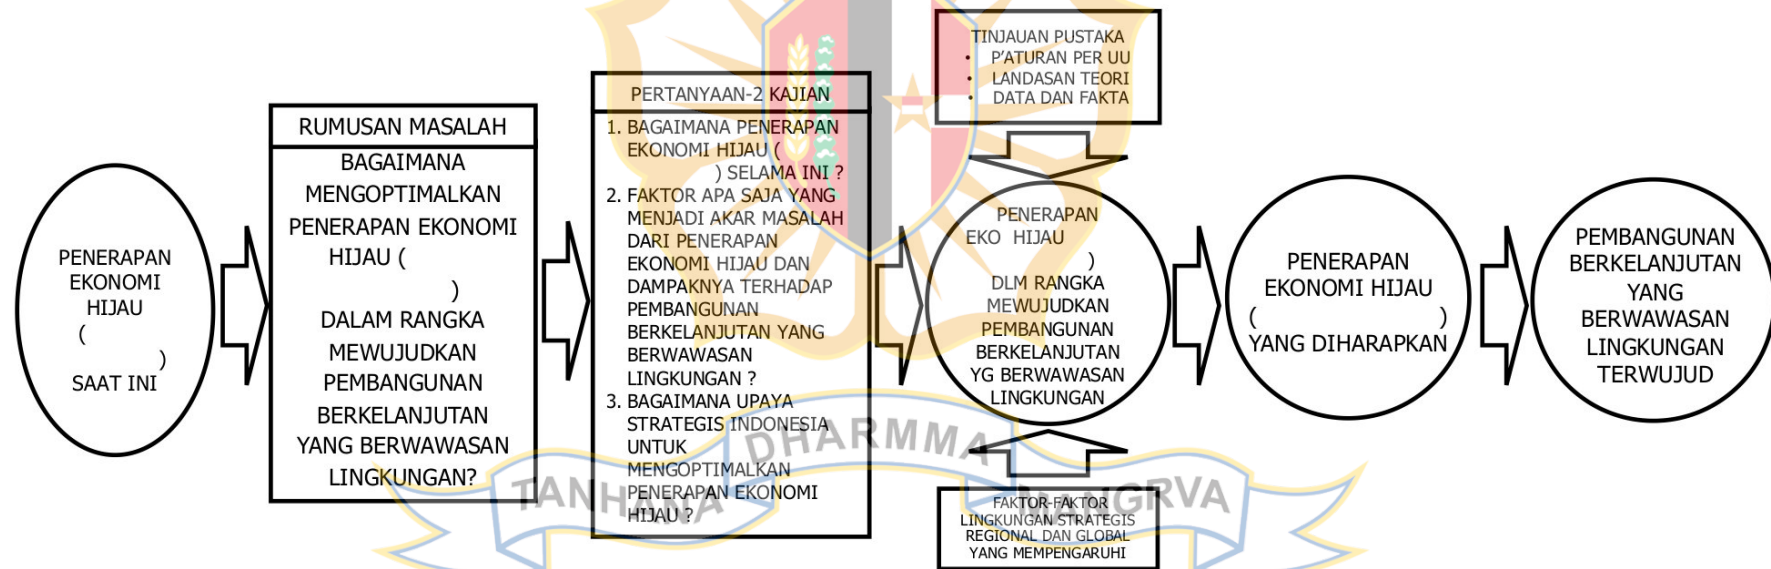 PENERAPAN
EKONOMI
HIJAU
(
)
SAAT INI
RUMUSAN MASALAH
BAGAIMANA
MENGOPTIMALKAN
PENERAPAN EKONOMI
HIJAU (
)
DALAM RANGKA
MEWUJUDKAN
PEMBANGUNAN
BERKELANJUTAN
YANG BERWAWASAN
LINGKUNGAN?
PERTANYAAN-2 KAJIAN
1. BAGAIMANA PENERAPAN
EKONOMI HIJAU (
) SELAMA INI ?
2. FAKTOR APA SAJA YANG
MENJADI AKAR MASALAH
DARI PENERAPAN
EKONOMI HIJAU DAN
DAMPAKNYA TERHADAP
PEMBANGUNAN
BERKELANJUTAN YANG
BERWAWASAN
LINGKUNGAN ?
3. BAGAIMANA UPAYA
STRATEGIS INDONESIA
UNTUK
MENGOPTIMALKAN
PENERAPAN EKONOMI
HIJAU ?
TINJAUAN PUSTAKA
• P'ATURAN PER UU
• LANDASAN TEORI
• DATA DAN FAKTA
PENERAPAN
EKO HIJAU
)
DLM RANGKA
MEWUJUDKAN
PEMBANGUNAN
BERKELANJUTAN
YG BERWAWASAN
LINGKUNGAN
FAKTOR-FAKTOR
LINGKUNGAN STRATEGIS
REGIONAL DAN GLOBAL
YANG MEMPENGARUHI
PENERAPAN
EKONOMI HIJAU
( )
YANG DIHARAPKAN
PEMBANGUNAN
BERKELANJUTAN
YANG
BERWAWASAN
LINGKUNGAN
TERWUJUD
TANHANA DHARMMA MANGRVA